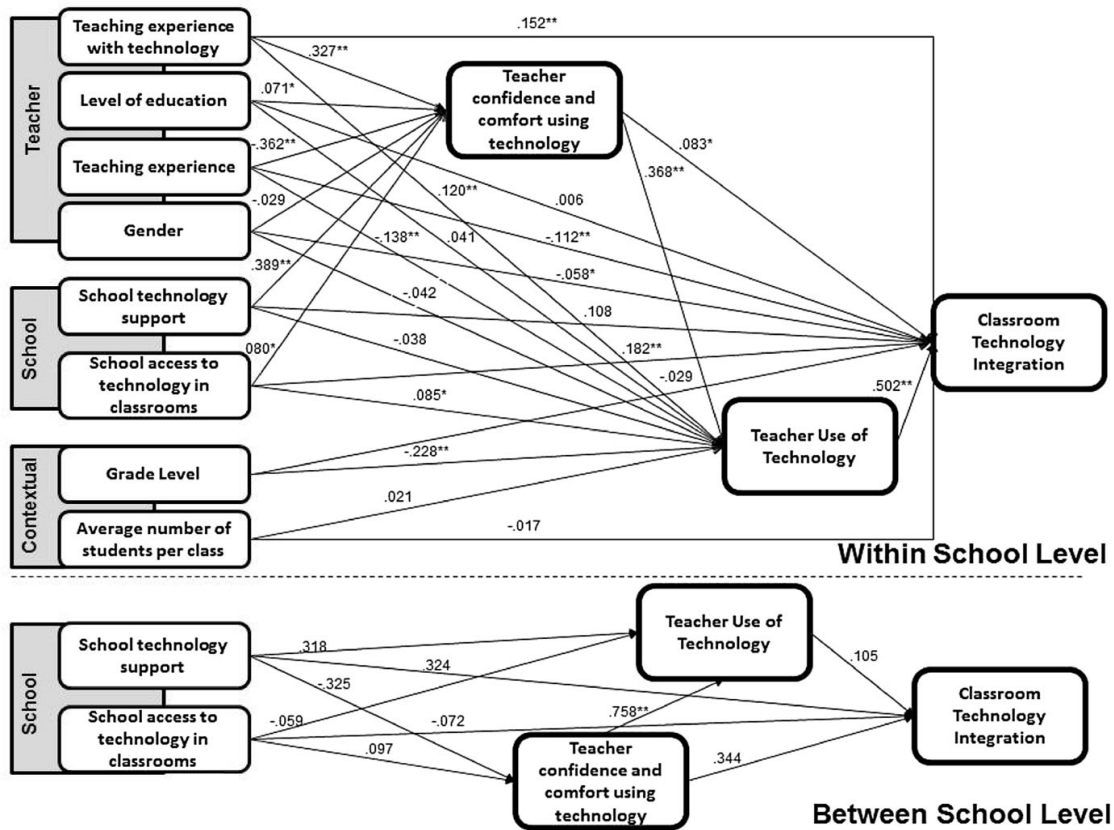 Teacher
Teaching experience
with technology
Level of education
Teaching experience
Gender
School
School technology
support
School access to
technology in
classrooms
Contextual
Grade Level
Average number of
students per class
.152**
.327**
.071*
-.362**
-.029
.389**
.080*
Teacher
confidence and
comfort using
technology
.083*
.368**
.120**
.006
-.138**
.041
-.112**
-.058*
-.042
.108
-.038
.182**
-.029
.085*
.502**
-.228**
.021
-.017
Teacher Use of
Technology
Classroom
Technology
Integration
Within School Level
School
School technology
support
School access to
technology in
classrooms
.318
.324
-.325
-.059
-.072
.097
.758**
.105
.344
Teacher Use of
Technology
Teacher
confidence and
comfort using
technology
Classroom
Technology
Integration
Between School Level